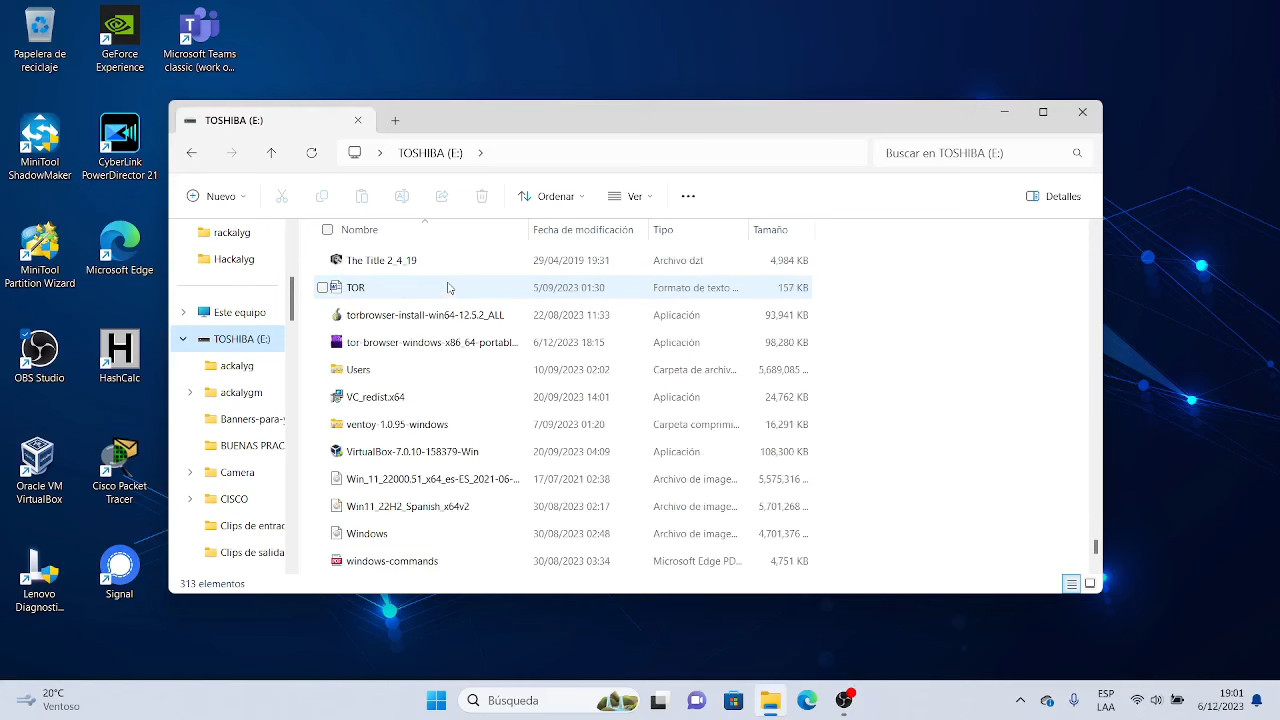 Papelera de
reciclaje
GeForce
Experience
Microsoft Teams
classic (work o...
MiniTool
ShadowMaker
CyberLink
PowerDirector 21
MiniTool
Partition Wizard
Microsoft Edge
OBS Studio
HashCalc
Oracle VM
VirtualBox
Cisco Packet
Tracer
Lenovo
Diagnosti...
Signal
TOSHIBA (E:)
TOSHIBA (E:)
Buscar en TOSHIBA (E:)
Nuevo
Ordenar
Ver
Detalles
rackalyg
Hackalyg
Este equipo
TOSHIBA (E:)
ackalyg
ackalygm
Banners-para-y
BUENAS PRAC
Camera
CISCO
Clips de entrac
Clips de salida
Nombre Fecha de modificación Tipo Tamaño
The Title 2_4_19 29/04/2019 19:31 Archivo dzt 4,984 KB
TOR 5/09/2023 01:30 Formato de texto ... 157 KB
torbrowser-install-win64-12.5.2_ALL 22/08/2023 11:33 Aplicación 93,941 KB
tor-browser-windows-x86_64-portabl... 6/12/2023 18:15 Aplicación 98,280 KB
Users 10/09/2023 02:02 Carpeta de archiv... 5,689,085 ...
VC_redist.x64 20/09/2023 14:01 Aplicación 24,762 KB
ventoy-1.0.95-windows 7/09/2023 01:20 Carpeta comprimi... 16,291 KB
VirtualBox-7.0.10-158379-Win 20/09/2023 04:09 Aplicación 108,300 KB
Win_11_22000.51_x64_es-ES_2021-06-... 17/07/2021 02:38 Archivo de image... 5,575,316 ...
Win11_22H2_Spanish_x64v2 30/08/2023 02:17 Archivo de image... 5,701,268 ...
Windows 30/08/2023 02:48 Archivo de image... 4,701,376 ...
windows-commands 30/08/2023 03:34 Microsoft Edge PD... 4,751 KB
313 elementos
20°C
Ventoso
Búsqueda
ESP
LAA
19:01
6/12/2023